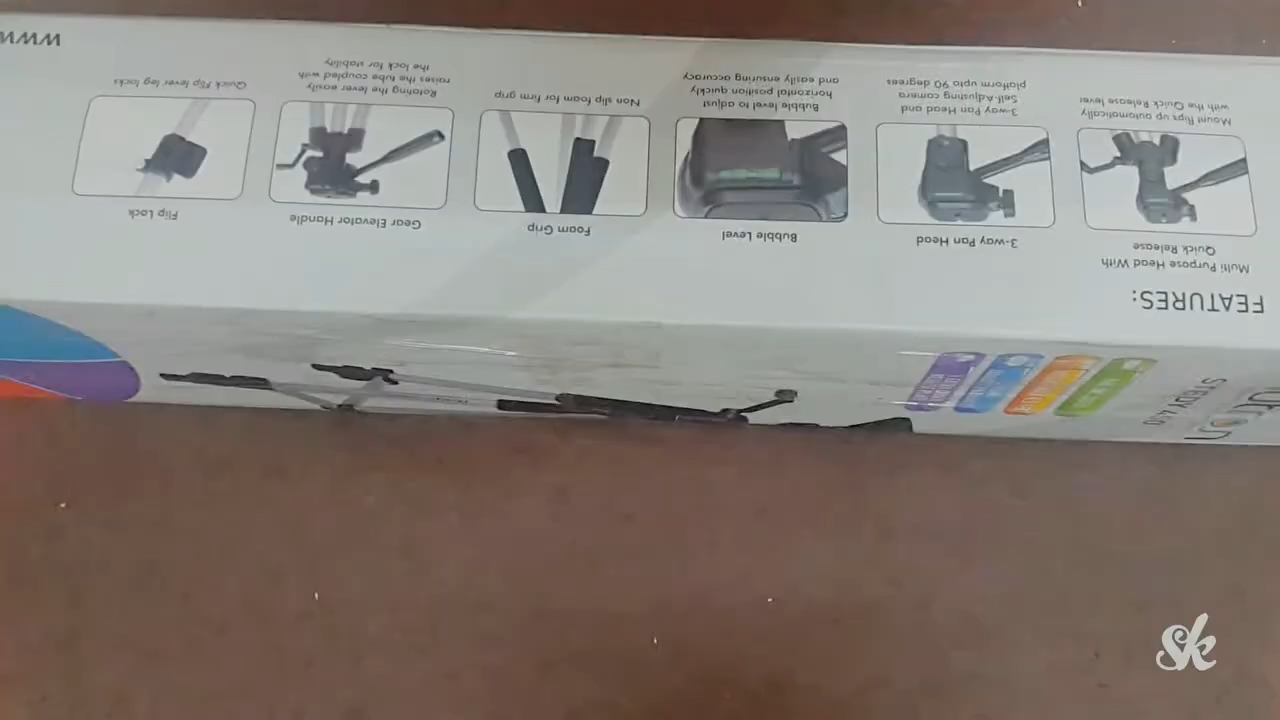 FEATURES:
Multi Purpose Head With
Quick Release
Mount flips up automatically
with the Quick Release lever
3-way Pan Head
3-way Pan Head and
Self-Adjusting camera
platform upto 90 degrees
Bubble Level
Bubble level to adjust
horizontal position quickly
and easily ensuring accuracy
Foam Grip
Non slip foam for firm grip
Gear Elevator Handle
Rotating the lever easily
raises the tube coupled with
the lock for stability
Flip Lock
Quick Flip lever leg locks
www
STEDY 440
sk